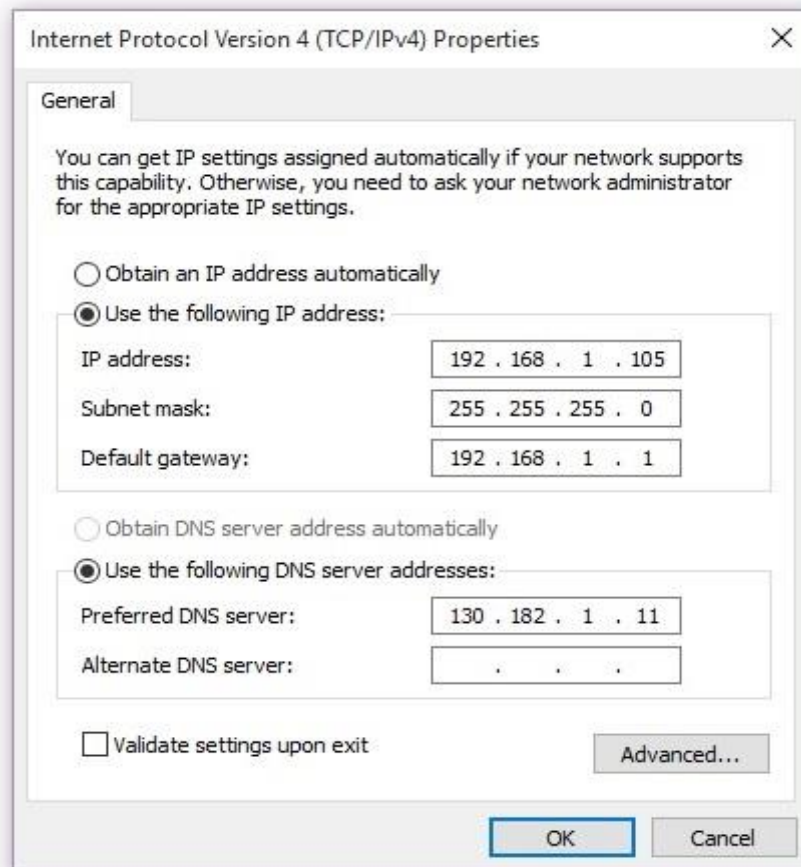 Internet Protocol Version 4 (TCP/IPv4) Properties
General
You can get IP settings assigned automatically if your network supports
this capability. Otherwise, you need to ask your network administrator
for the appropriate IP settings.
Obtain an IP address automatically
Use the following IP address:
IP address: 192 . 168 . 1 . 105
Subnet mask: 255 . 255 . 255 . 0
Default gateway: 192 . 168 . 1 . 1
Obtain DNS server address automatically
Use the following DNS server addresses:
Preferred DNS server: 130 . 182 . 1 . 11
Alternate DNS server: . . .
Validate settings upon exit
Advanced...
OK Cancel